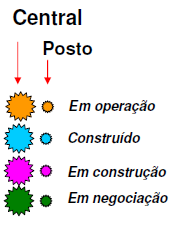 Central
Posto
Em operação
Construído
Em construção
Em negociação